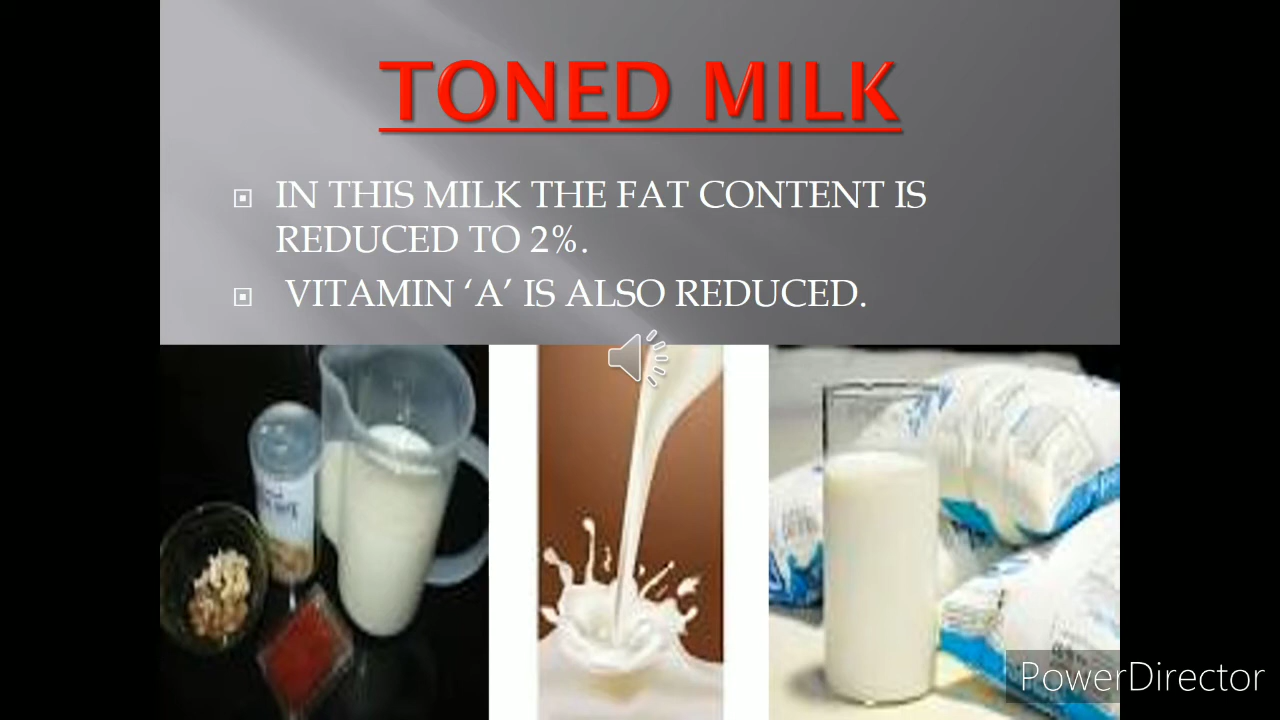 TONED MILK
IN THIS MILK THE FAT CONTENT IS
REDUCED TO 2%.
VITAMIN ‘A’ IS ALSO REDUCED.
PowerDirector